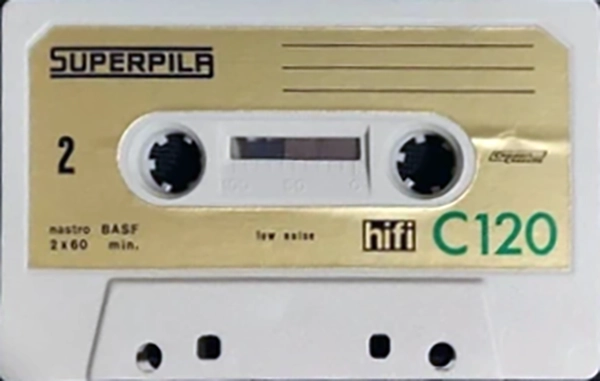 SUPERPILA
2
100 50 0
nastro BASF
2x60 min.
low noise
hifi
C120